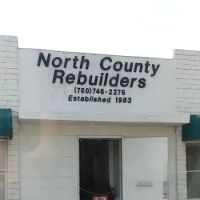 North County
Rebuilders
(760)746-2276
Established 1983